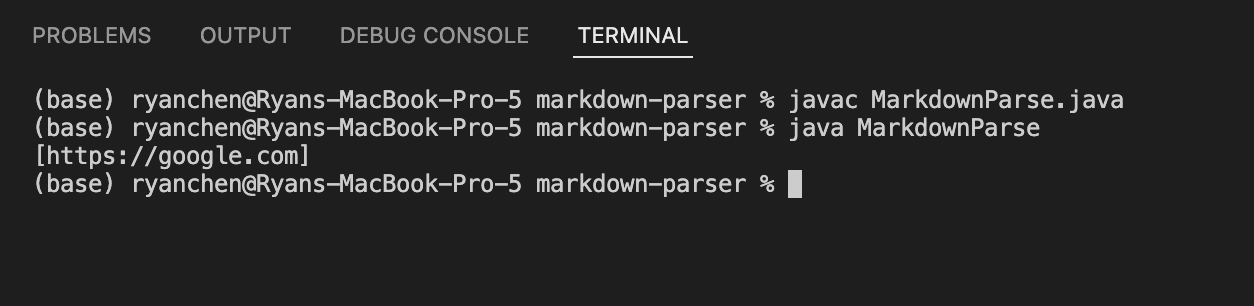 PROBLEMS OUTPUT DEBUG CONSOLE TERMINAL
(base) ryanchen@Ryans-MacBook-Pro-5 markdown-parser % javac MarkdownParse.java
(base) ryanchen@Ryans-MacBook-Pro-5 markdown-parser % java MarkdownParse
[https://google.com]
(base) ryanchen@Ryans-MacBook-Pro-5 markdown-parser %